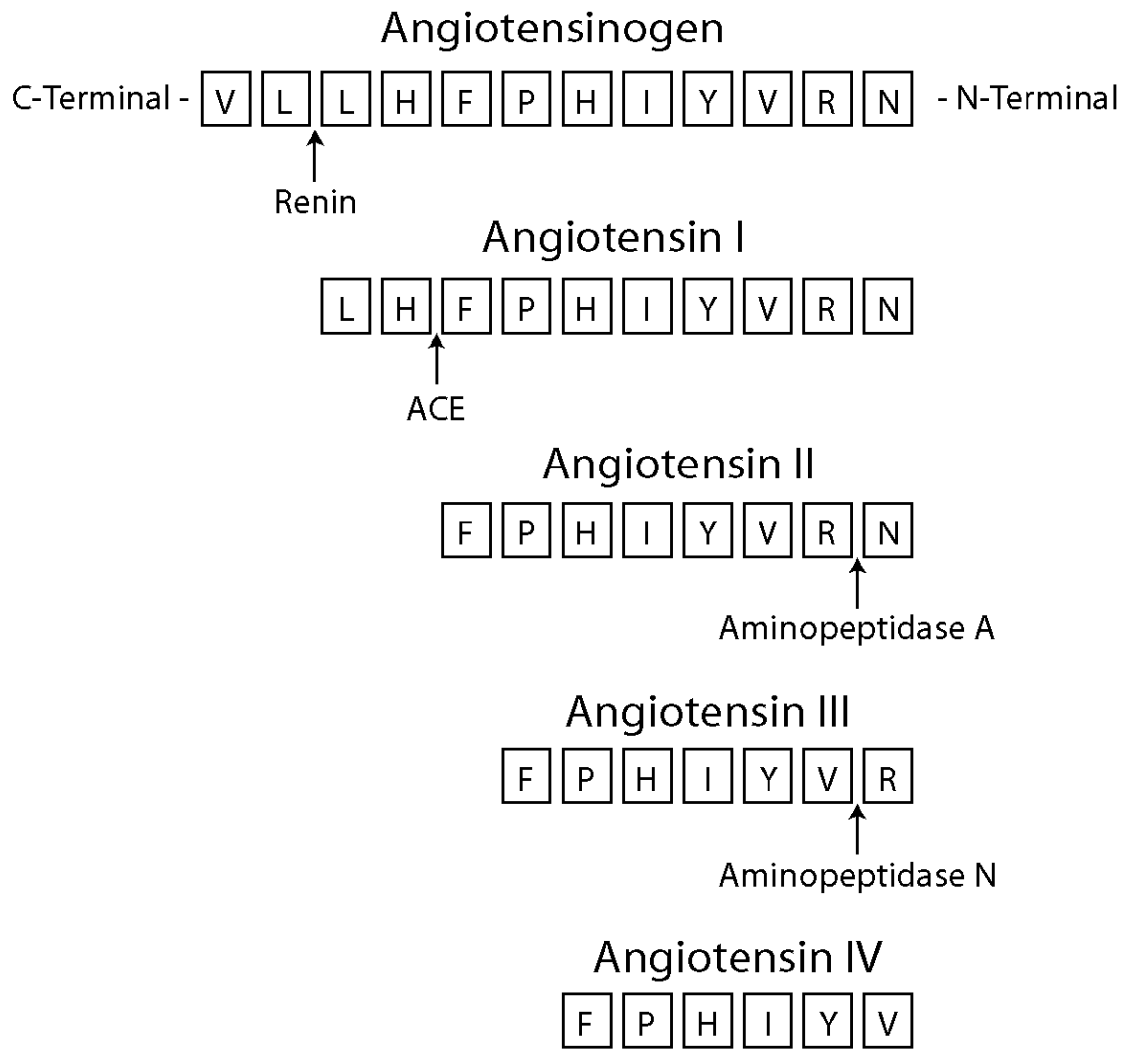 Angiotensinogen
C-Terminal - V L L H F P H I Y V R N - N-Terminal
Renin
Angiotensin I
L H F P H I Y V R N
ACE
Angiotensin II
F P H I Y V R N
Aminopeptidase A
Angiotensin III
F P H I Y V R
Aminopeptidase N
Angiotensin IV
F P H I Y V